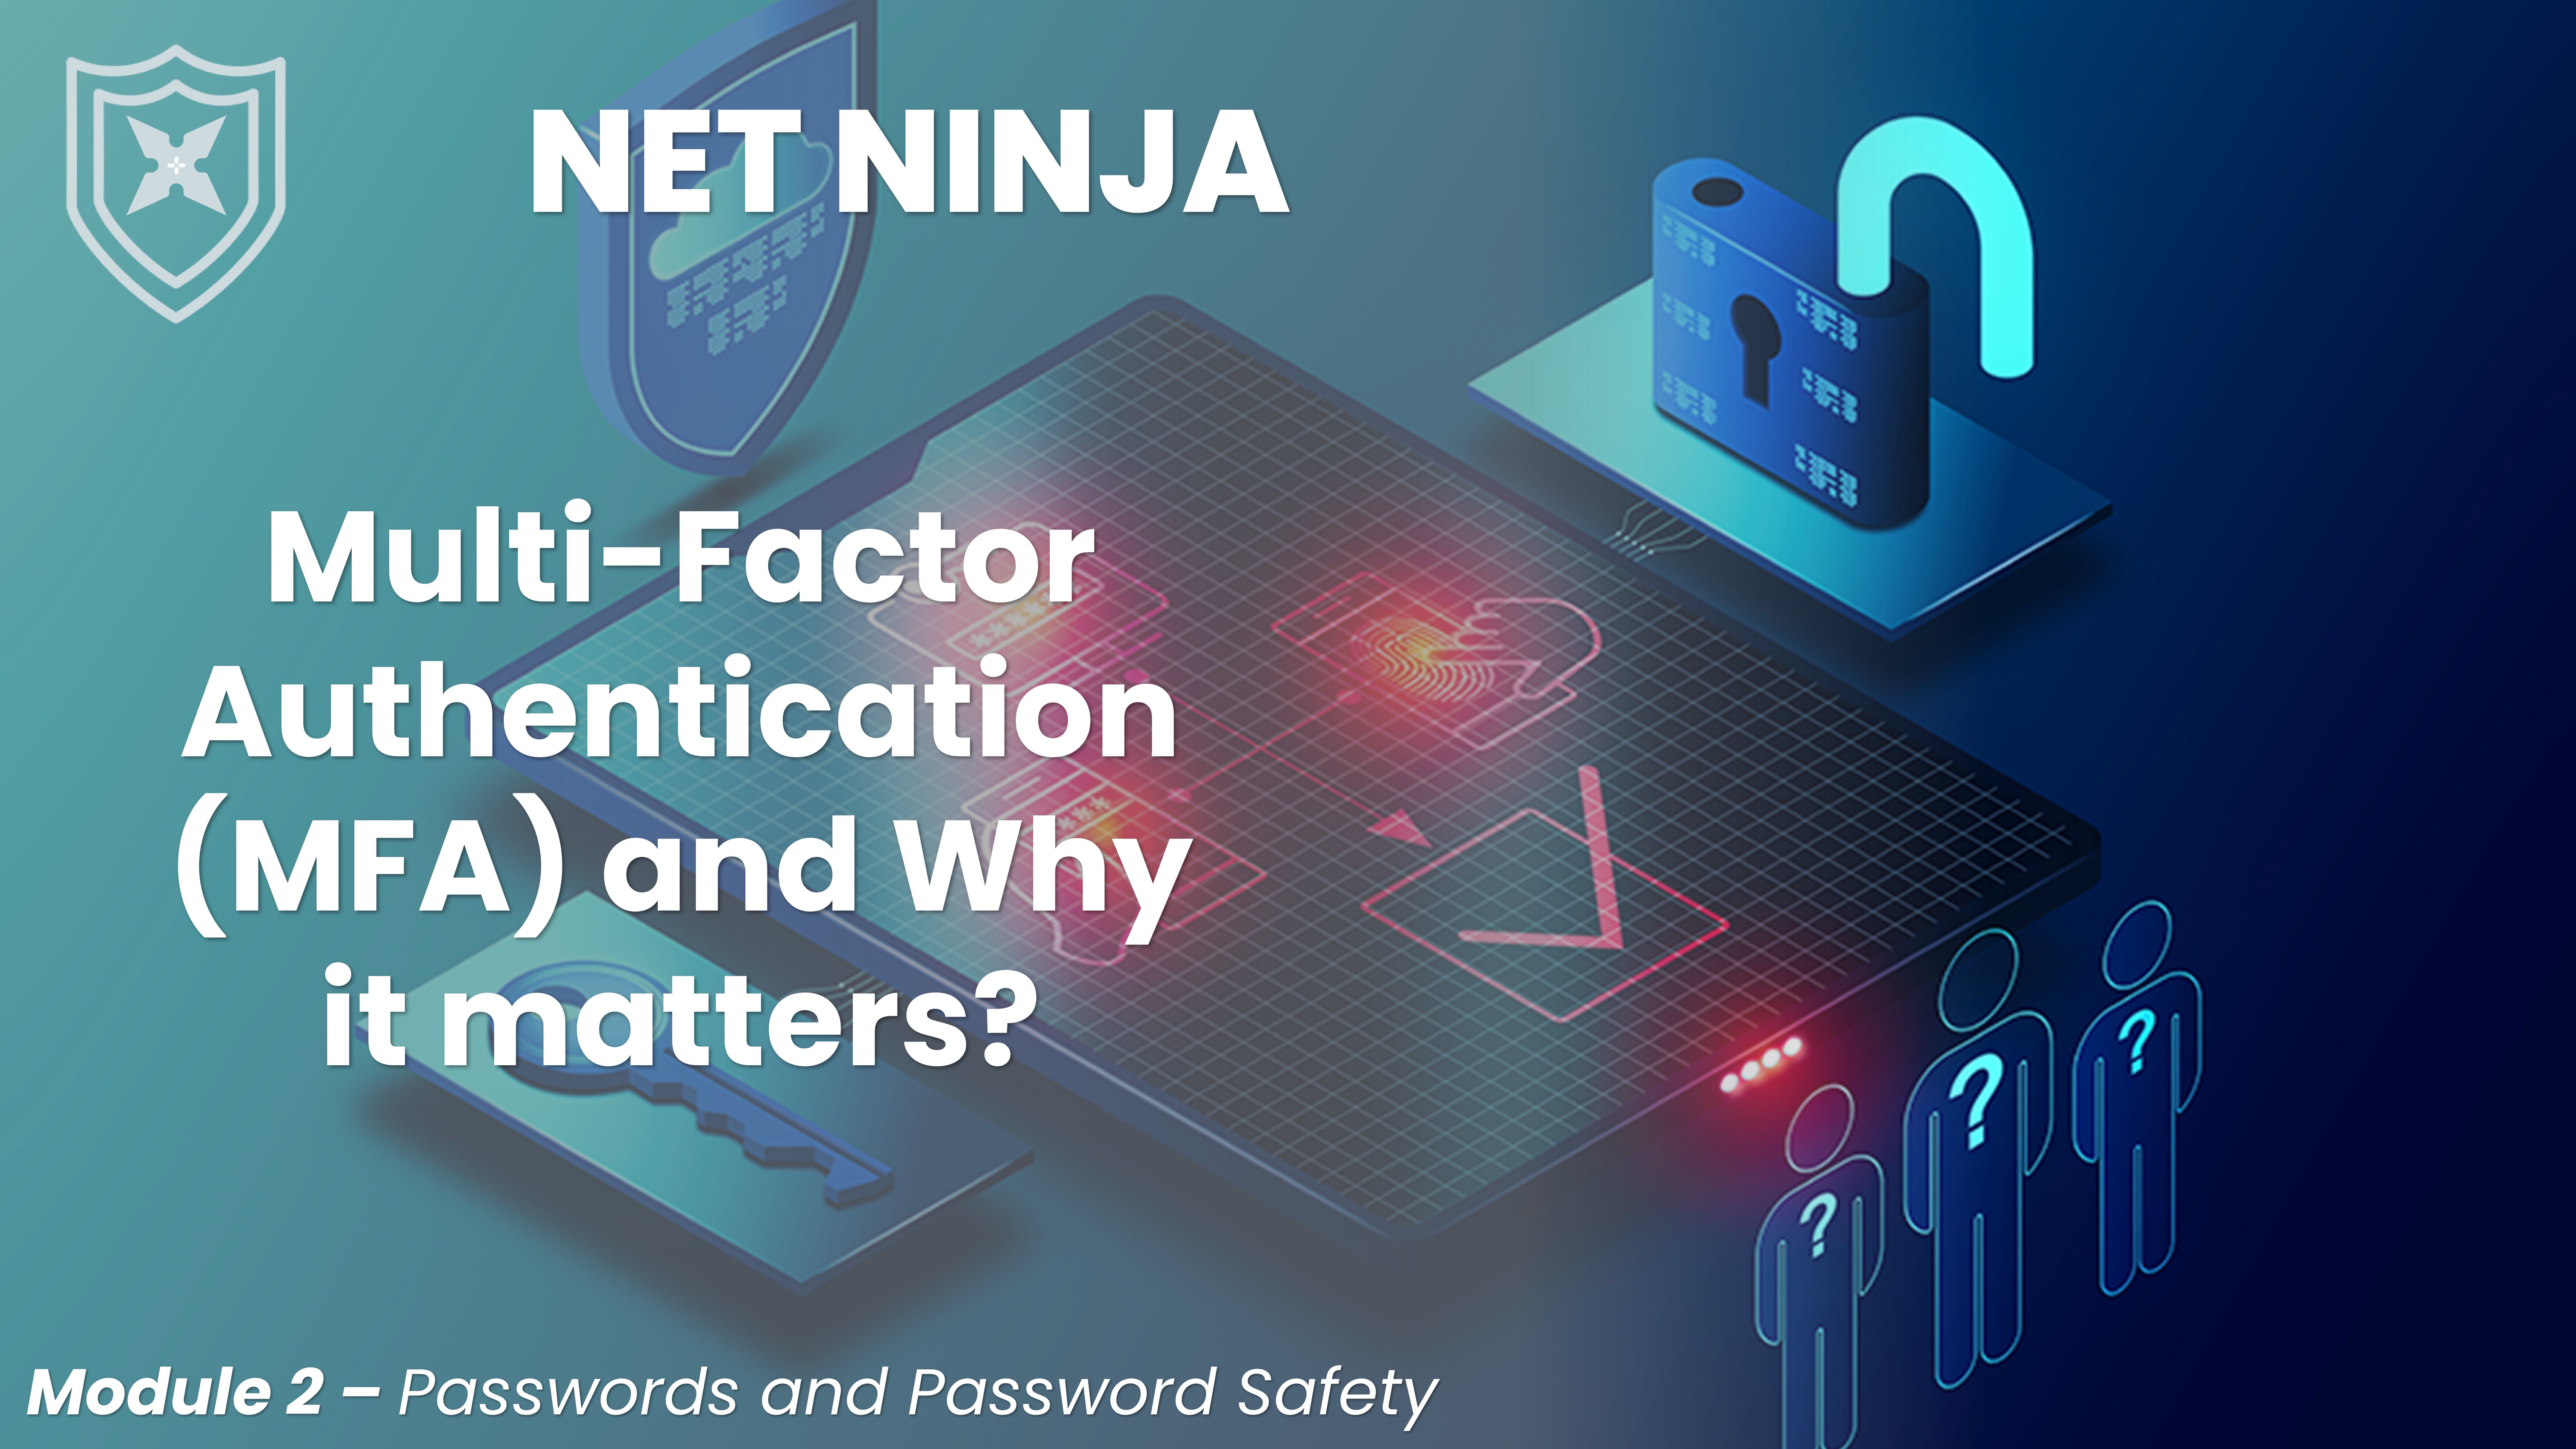 NET NINJA
Multi-Factor
Authentication
(MFA) and Why
it matters?
*****
****
?
?
?
Module 2 – Passwords and Password Safety